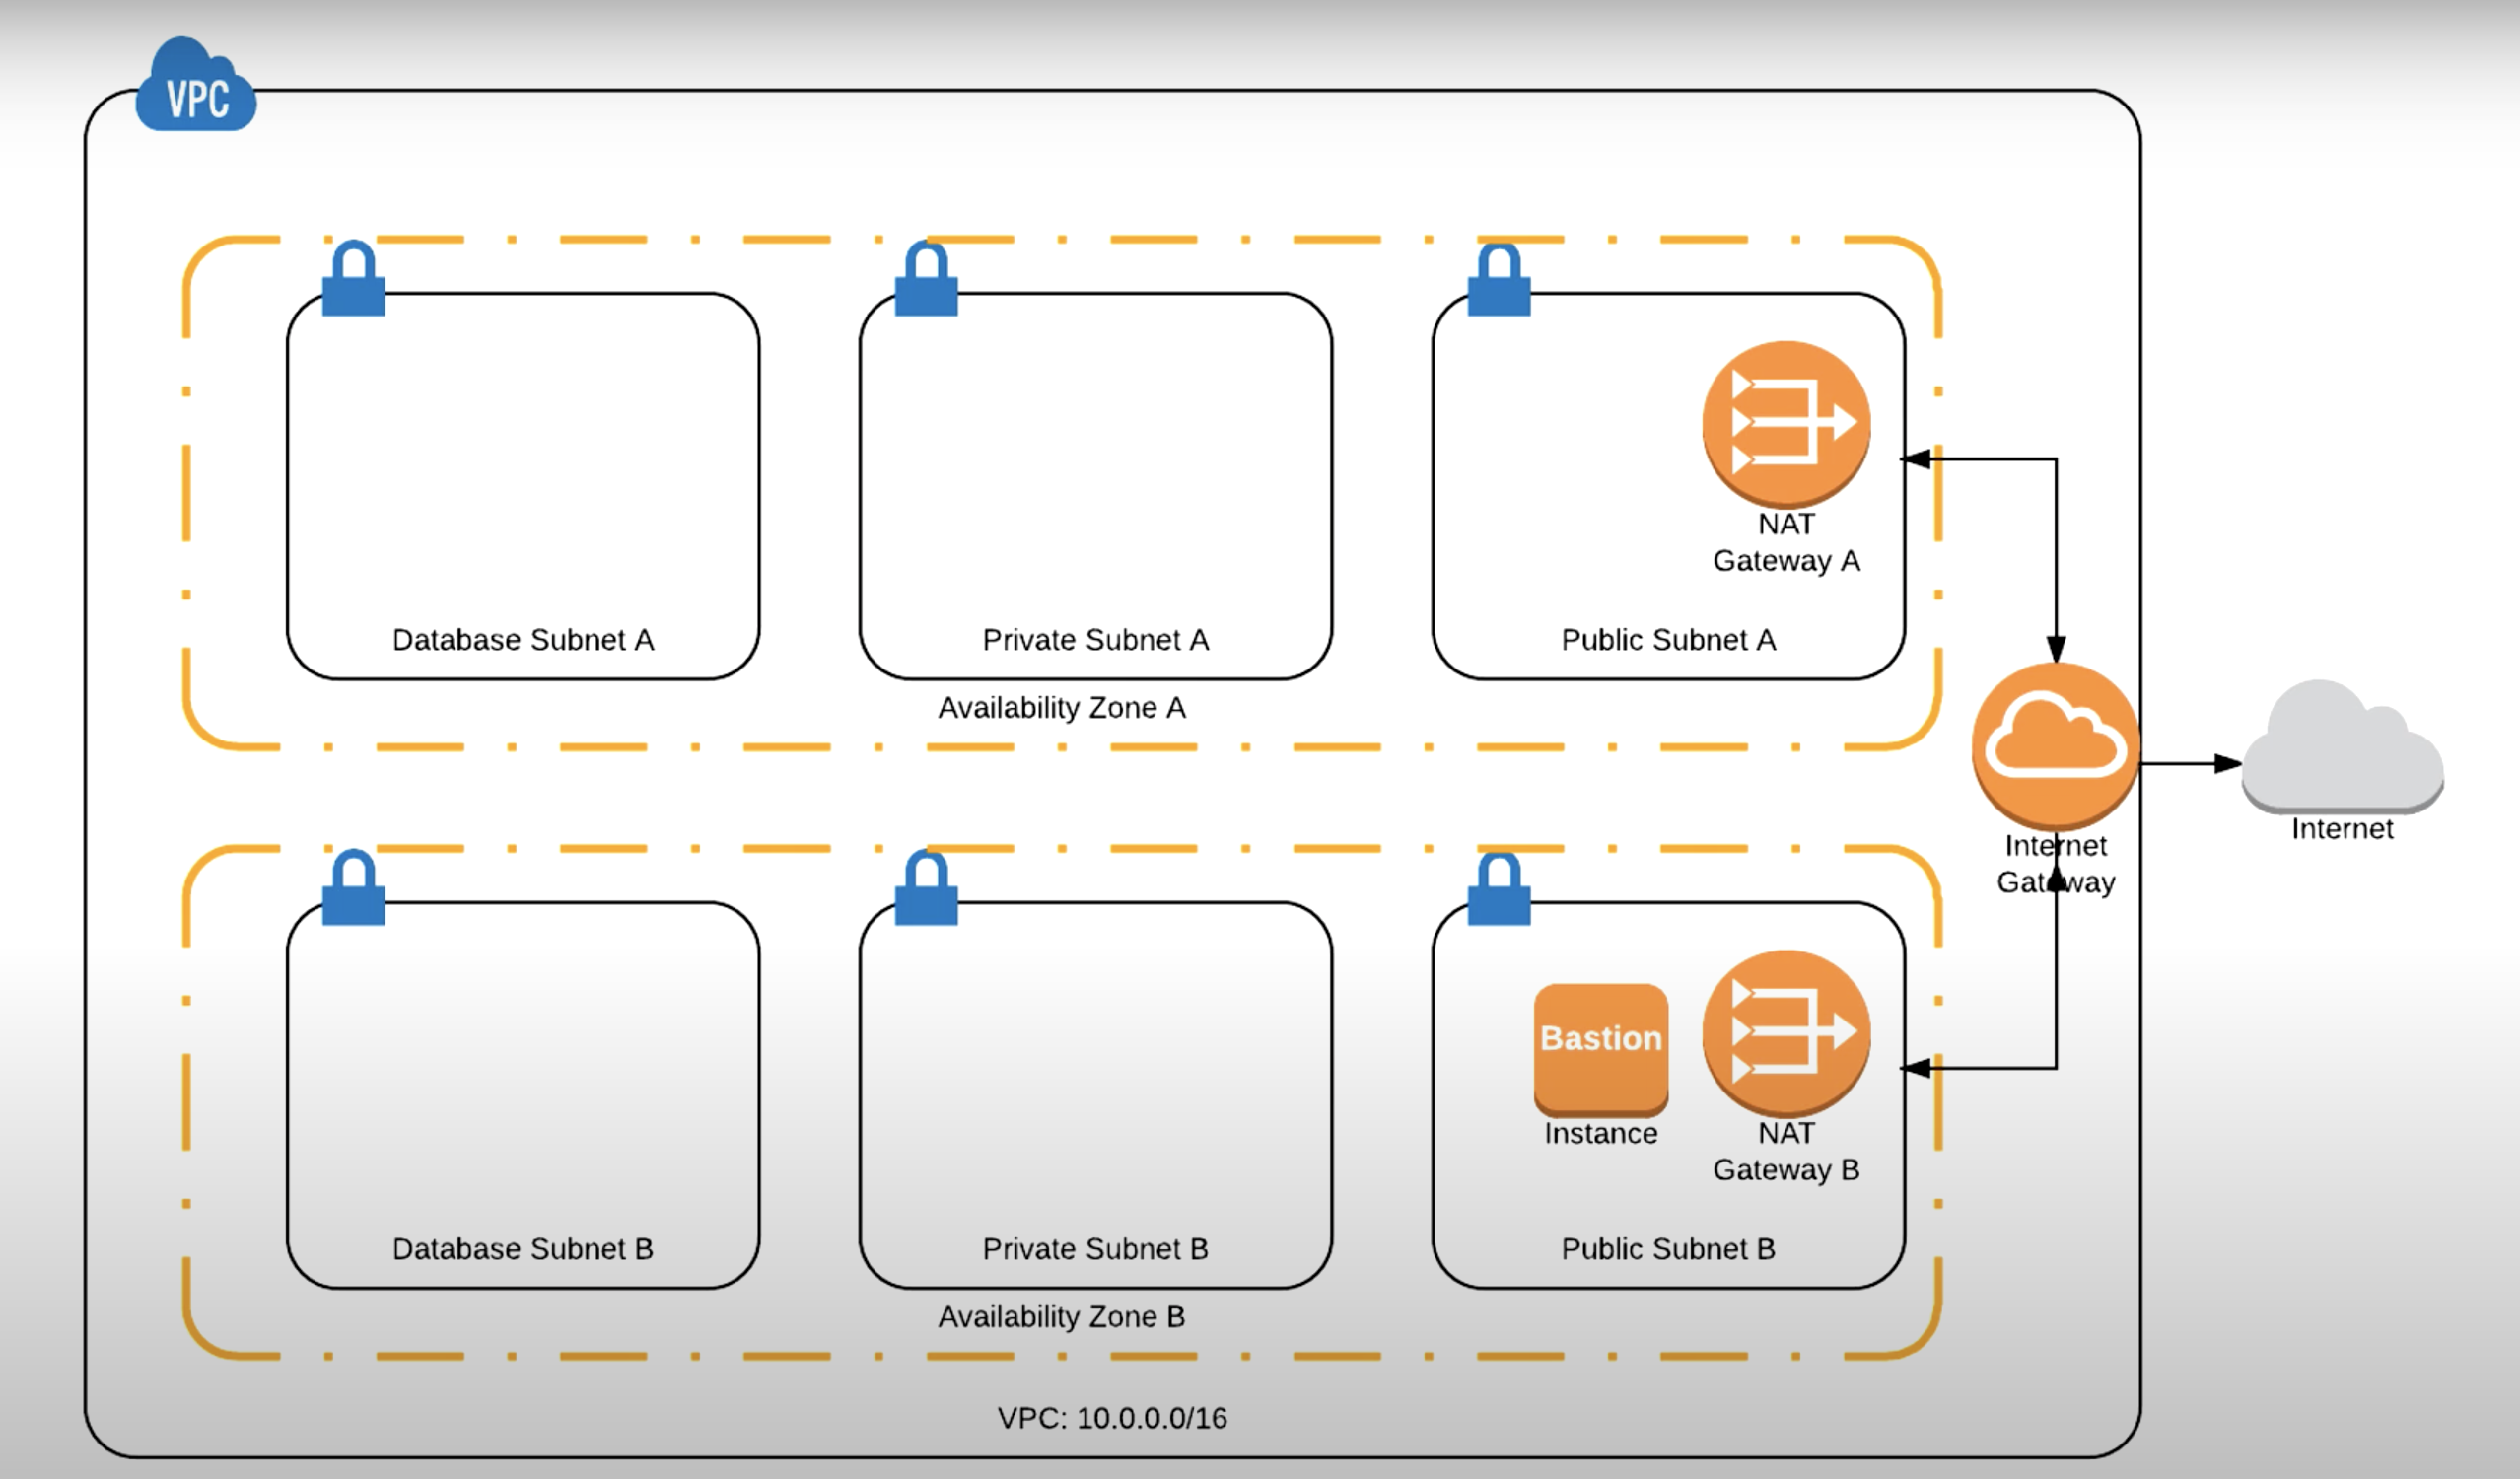 VPC
NAT
Gateway A
Database Subnet A
Private Subnet A
Public Subnet A
Availability Zone A
Internet
Gateway
Internet
Bastion
Instance
NAT
Gateway B
Database Subnet B
Private Subnet B
Public Subnet B
Availability Zone B
VPC: 10.0.0.0/16